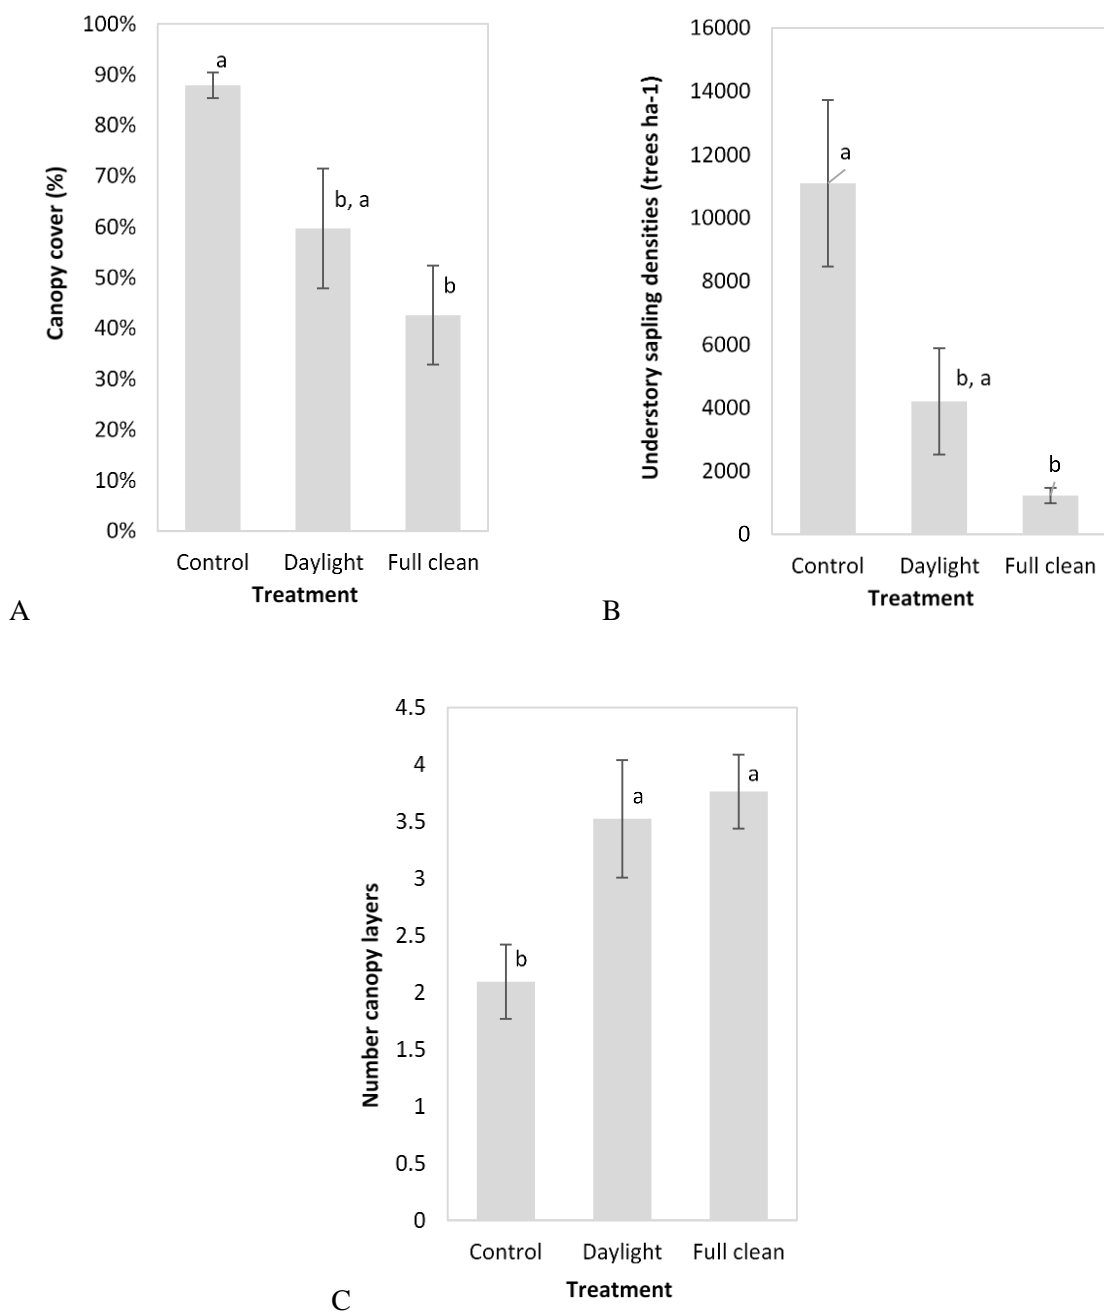 Canopy cover (%)
100%
90%
80%
70%
60%
50%
40%
30%
20%
10%
0%
a
b, a
b
Control Daylight Full clean
Treatment
A
Understory sapling densities (trees ha-1)
16000
14000
12000
10000
8000
6000
4000
2000
0
a
b, a
b
Control Daylight Full clean
Treatment
B
Number canopy layers
4.5
4
3.5
3
2.5
2
1.5
1
0.5
0
b
a
a
Control Daylight Full clean
Treatment
C